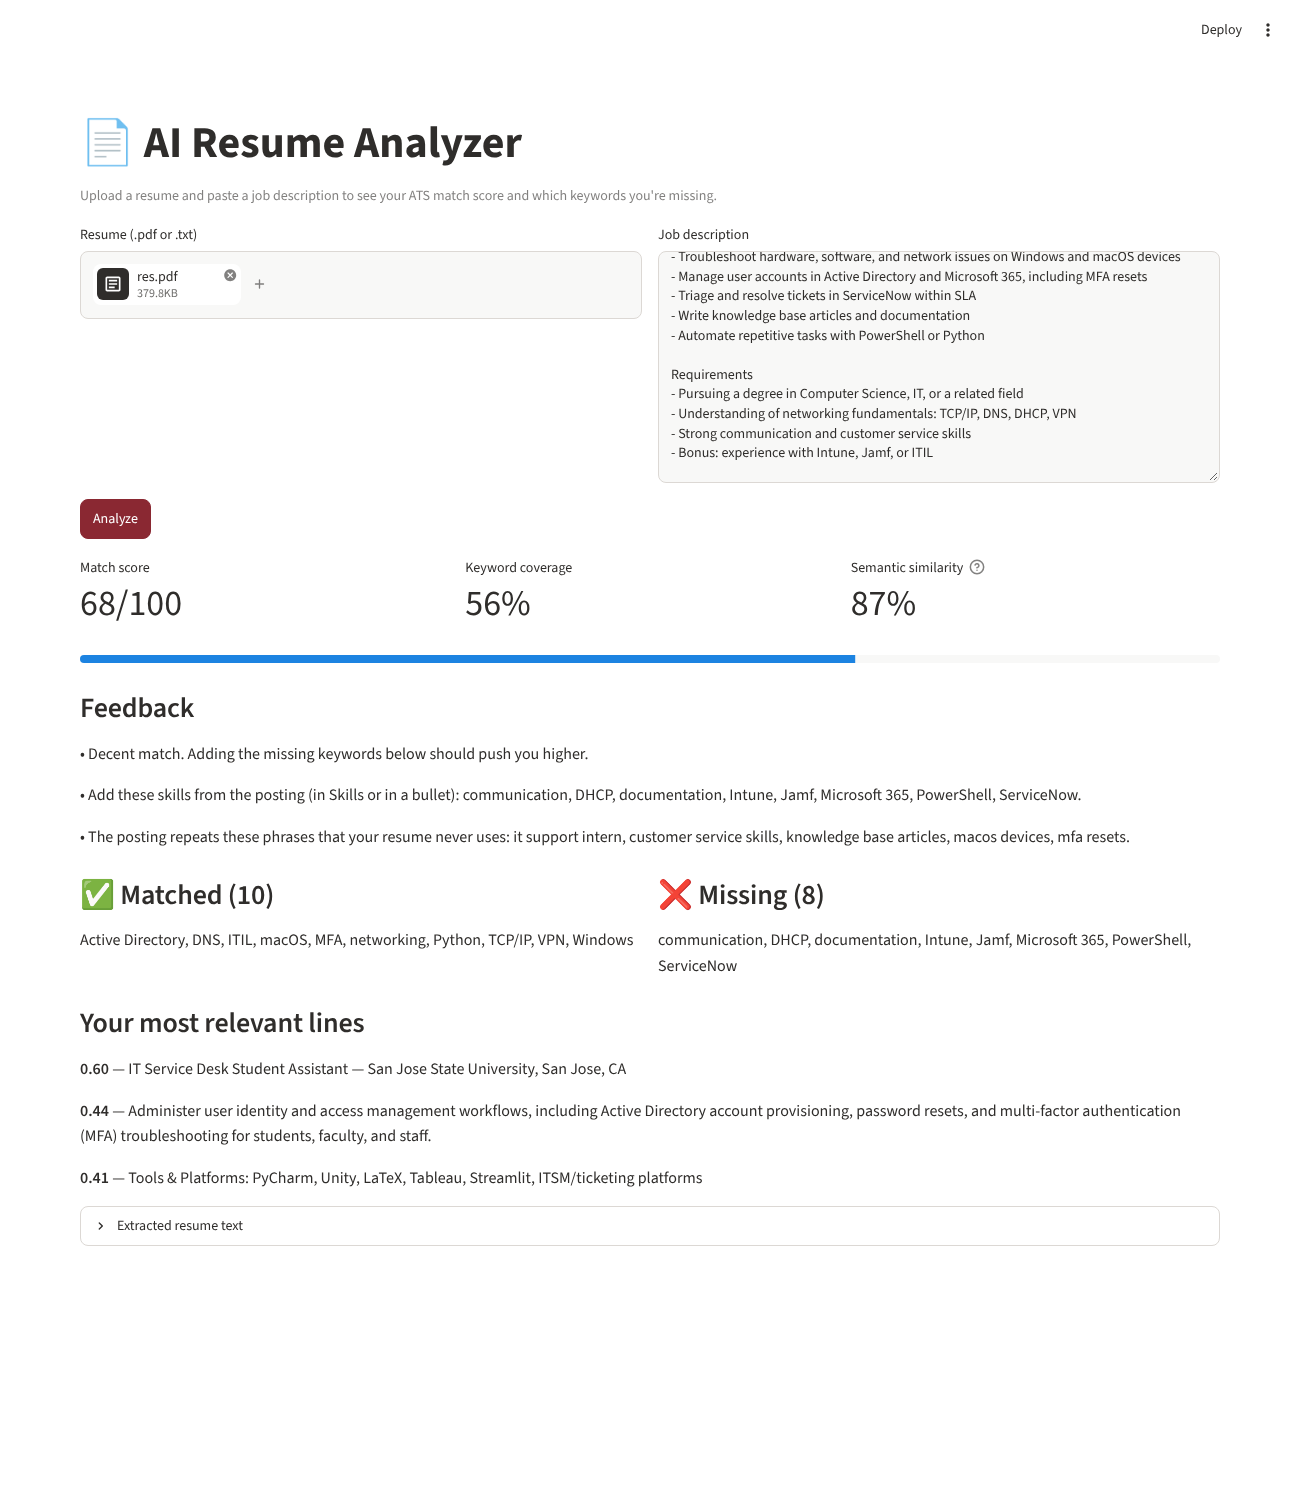 Deploy
AI Resume Analyzer
Upload a resume and paste a job description to see your ATS match score and which keywords you're missing.
Resume (.pdf or .txt)
res.pdf
379.8KB
Job description
- Troubleshoot hardware, software, and network issues on Windows and macOS devices
- Manage user accounts in Active Directory and Microsoft 365, including MFA resets
- Triage and resolve tickets in ServiceNow within SLA
- Write knowledge base articles and documentation
- Automate repetitive tasks with PowerShell or Python
Requirements
- Pursuing a degree in Computer Science, IT, or a related field
- Understanding of networking fundamentals: TCP/IP, DNS, DHCP, VPN
- Strong communication and customer service skills
- Bonus: experience with Intune, Jamf, or ITIL
Analyze
Match score
68/100
Keyword coverage
56%
Semantic similarity
87%
Feedback
• Decent match. Adding the missing keywords below should push you higher.
• Add these skills from the posting (in Skills or in a bullet): communication, DHCP, documentation, Intune, Jamf, Microsoft 365, PowerShell, ServiceNow.
• The posting repeats these phrases that your resume never uses: it support intern, customer service skills, knowledge base articles, macos devices, mfa resets.
✅ Matched (10)
Active Directory, DNS, ITIL, macOS, MFA, networking, Python, TCP/IP, VPN, Windows
❌ Missing (8)
communication, DHCP, documentation, Intune, Jamf, Microsoft 365, PowerShell,
ServiceNow
Your most relevant lines
0.60 — IT Service Desk Student Assistant — San Jose State University, San Jose, CA
0.44 — Administer user identity and access management workflows, including Active Directory account provisioning, password resets, and multi-factor authentication
(MFA) troubleshooting for students, faculty, and staff.
0.41 — Tools & Platforms: PyCharm, Unity, LaTeX, Tableau, Streamlit, ITSM/ticketing platforms
Extracted resume text